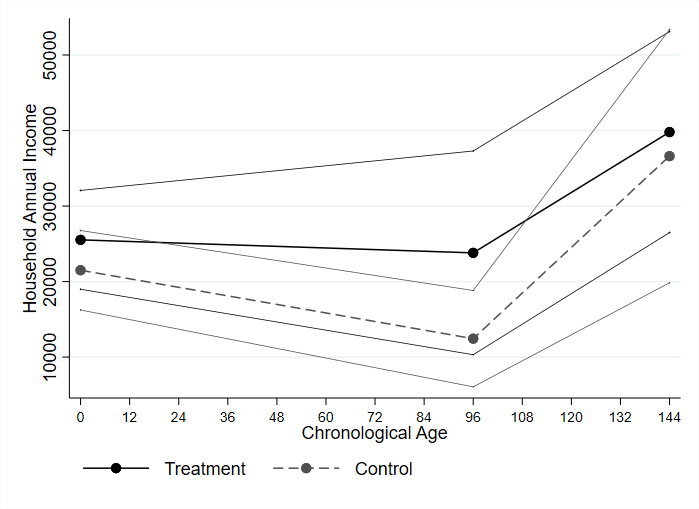 Household Annual Income
50000
40000
30000
20000
10000
0 12 24 36 48 60 72 84 96 108 120 132 144
Chronological Age
Treatment Control